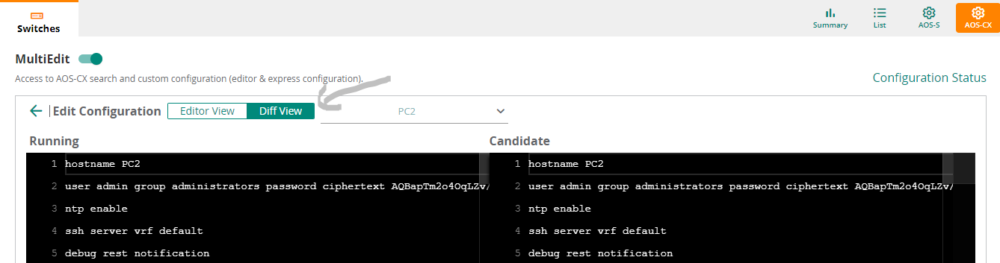 Switches
Summary
List
AOS-S
AOS-CX
MultiEdit
Access to AOS-CX search and custom configuration (editor & express configuration).
Configuration Status
Edit Configuration
Editor View
Diff View
PC2
Running
Candidate
1 hostname PC2
2 user admin group administrators password ciphertext AQBapTm2o4OqLZv/
3 ntp enable
4 ssh server vrf default
5 debug rest notification
1 hostname PC2
2 user admin group administrators password ciphertext AQBapTm2o4OqLZv/
3 ntp enable
4 ssh server vrf default
5 debug rest notification